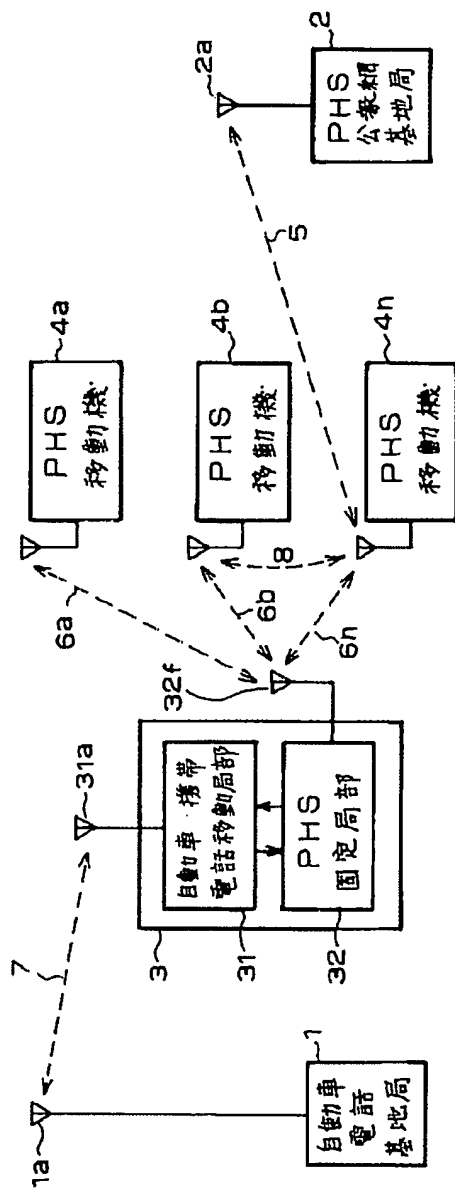 1a
7
31a
3
自動車・携帯
電話移動局部
31
PHS
固定局部
32
32f
1
自動車
電話
基地局
6a
6b
6n
8
4a
PHS
移動機
4b
PHS
移動機
4n
PHS
移動機
5
2a
2
PHS
公衆網
基地局